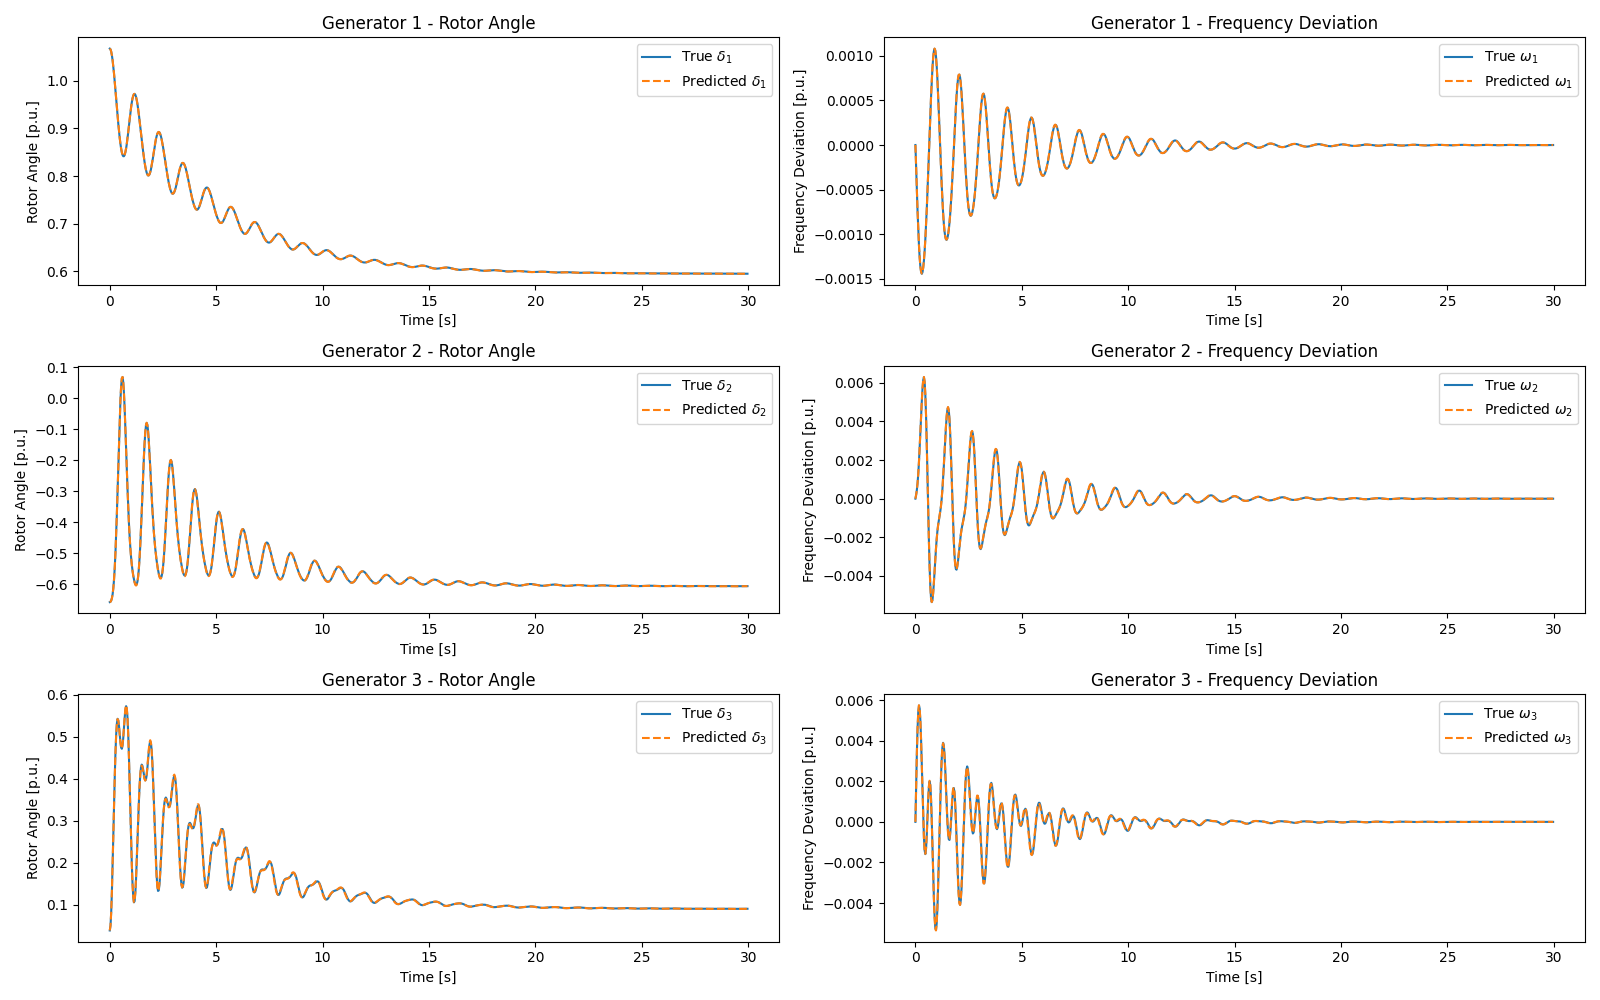 Generator 1 - Rotor Angle
Rotor Angle [p.u.]
1.0
0.9
0.8
0.7
0.6
True δ₁
Predicted δ₁
0 5 10 15 20 25 30
Time [s]
Generator 1 - Frequency Deviation
Frequency Deviation [p.u.]
0.0010
0.0005
0.0000
−0.0005
−0.0010
−0.0015
True ω₁
Predicted ω₁
0 5 10 15 20 25 30
Time [s]
Generator 2 - Rotor Angle
Rotor Angle [p.u.]
0.1
0.0
−0.1
−0.2
−0.3
−0.4
−0.5
−0.6
True δ₂
Predicted δ₂
0 5 10 15 20 25 30
Time [s]
Generator 2 - Frequency Deviation
Frequency Deviation [p.u.]
0.006
0.004
0.002
0.000
−0.002
−0.004
True ω₂
Predicted ω₂
0 5 10 15 20 25 30
Time [s]
Generator 3 - Rotor Angle
Rotor Angle [p.u.]
0.6
0.5
0.4
0.3
0.2
0.1
True δ₃
Predicted δ₃
0 5 10 15 20 25 30
Time [s]
Generator 3 - Frequency Deviation
Frequency Deviation [p.u.]
0.006
0.004
0.002
0.000
−0.002
−0.004
True ω₃
Predicted ω₃
0 5 10 15 20 25 30
Time [s]